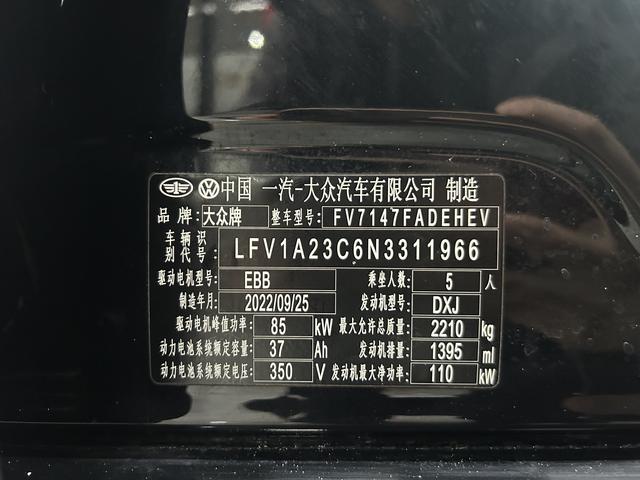 中国 一汽-大众汽车有限公司 制造
品牌: 大众牌 整车型号: FV7147FADEHEV
车辆识别代号: LFV1A23C6N3311966
驱动电机型号: EBB 乘坐人数: 5 人
制造年月: 2022/09/25 发动机型号: DXJ
驱动电机峰值功率: 85 kW 最大允许总质量: 2210 kg
动力电池系统额定容量: 37 Ah 发动机排量: 1395 ml
动力电池系统额定电压: 350 V 发动机最大净功率: 110 kW